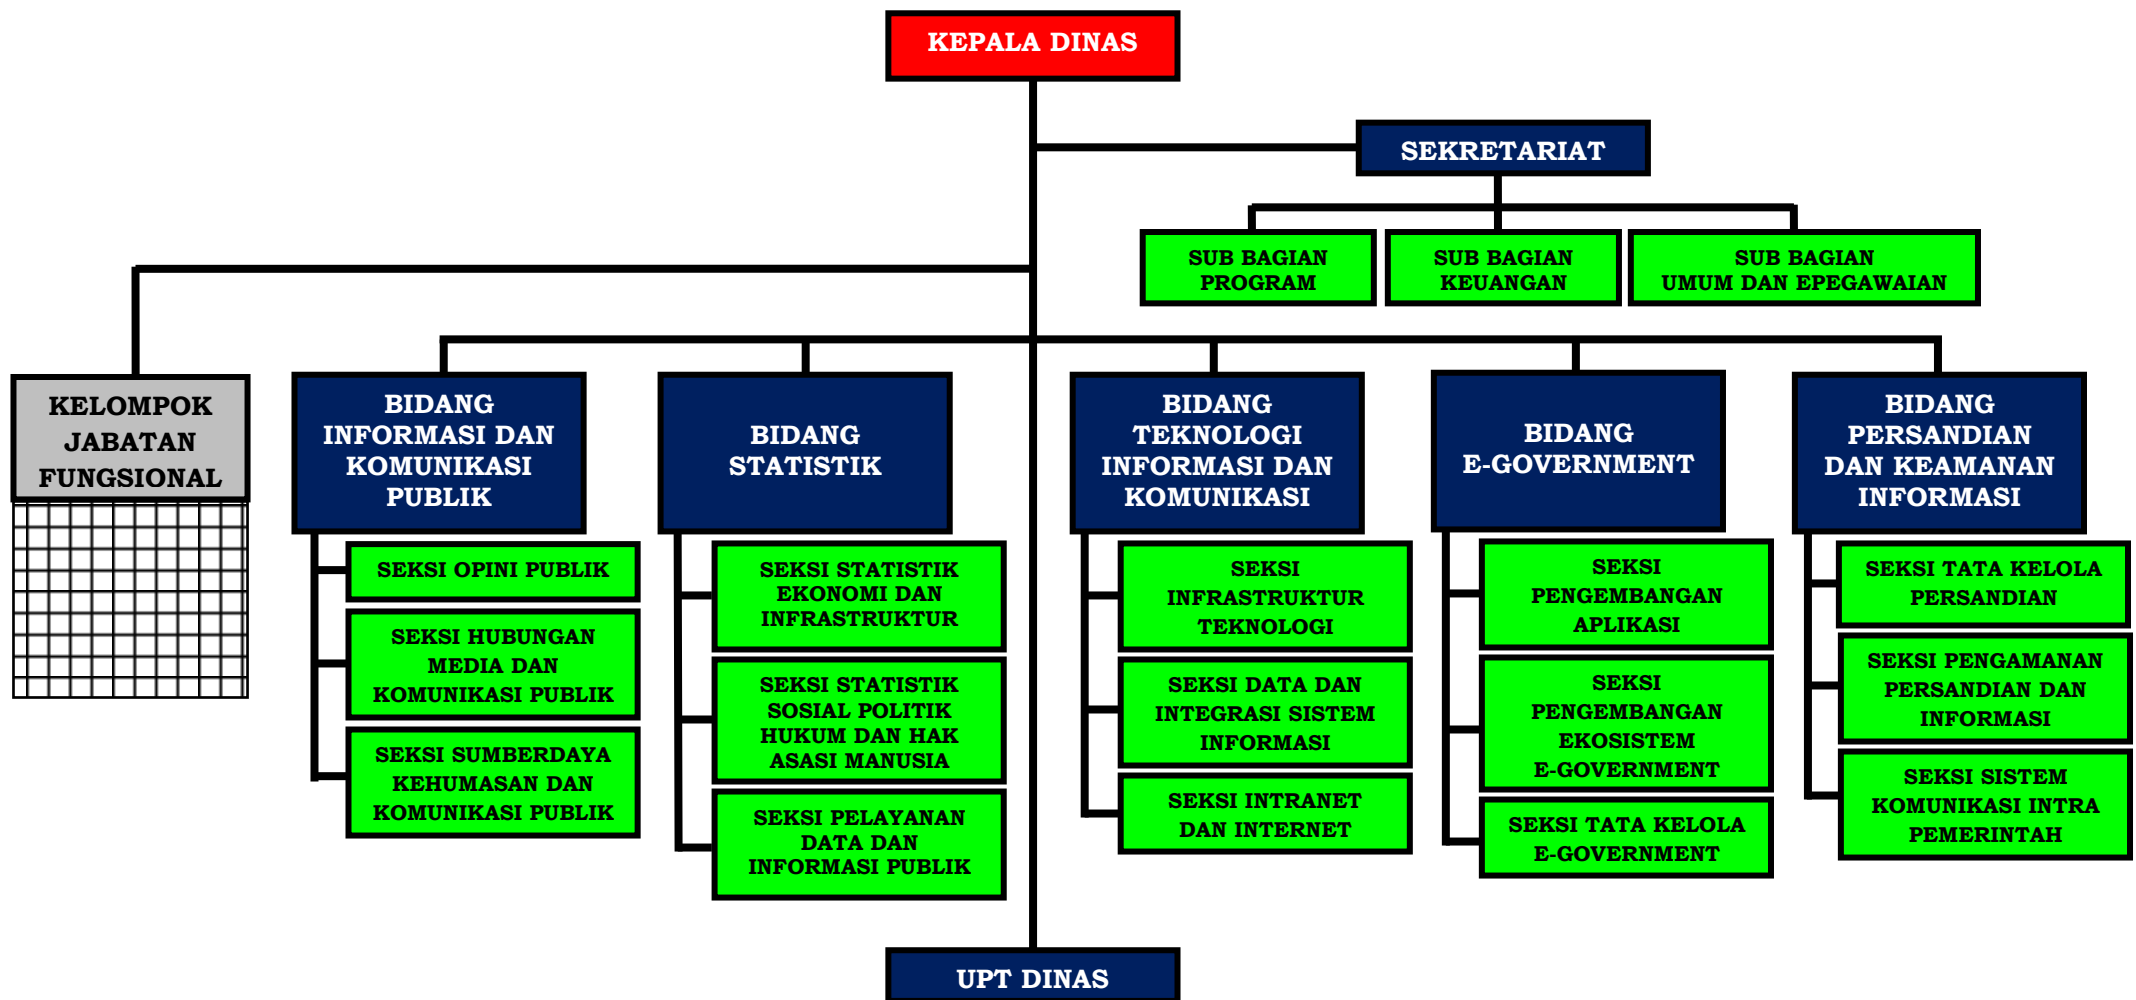 KEPALA DINAS
SEKRETARIAT
SUB BAGIAN
PROGRAM
SUB BAGIAN
KEUANGAN
SUB BAGIAN
UMUM DAN EPEGAWAIAN
KELOMPOK
JABATAN
FUNGSIONAL
BIDANG
INFORMASI DAN
KOMUNIKASI
PUBLIK
SEKSI OPINI PUBLIK
SEKSI HUBUNGAN
MEDIA DAN
KOMUNIKASI PUBLIK
SEKSI SUMBERDAYA
KEHUMASAN DAN
KOMUNIKASI PUBLIK
BIDANG
STATISTIK
SEKSI STATISTIK
EKONOMI DAN
INFRASTRUKTUR
SEKSI STATISTIK
SOSIAL POLITIK
HUKUM DAN HAK
ASASI MANUSIA
SEKSI PELAYANAN
DATA DAN
INFORMASI PUBLIK
BIDANG
TEKNOLOGI
INFORMASI DAN
KOMUNIKASI
SEKSI
INFRASTRUKTUR
TEKNOLOGI
SEKSI DATA DAN
INTEGRASI SISTEM
INFORMASI
SEKSI INTRANET
DAN INTERNET
BIDANG
E-GOVERNMENT
SEKSI
PENGEMBANGAN
APLIKASI
SEKSI
PENGEMBANGAN
EKOSISTEM
E-GOVERNMENT
SEKSI TATA KELOLA
E-GOVERNMENT
BIDANG
PERSANDIAN
DAN KEAMANAN
INFORMASI
SEKSI TATA KELOLA
PERSANDIAN
SEKSI PENGAMANAN
PERSANDIAN DAN
INFORMASI
SEKSI SISTEM
KOMUNIKASI INTRA
PEMERINTAH
UPT DINAS